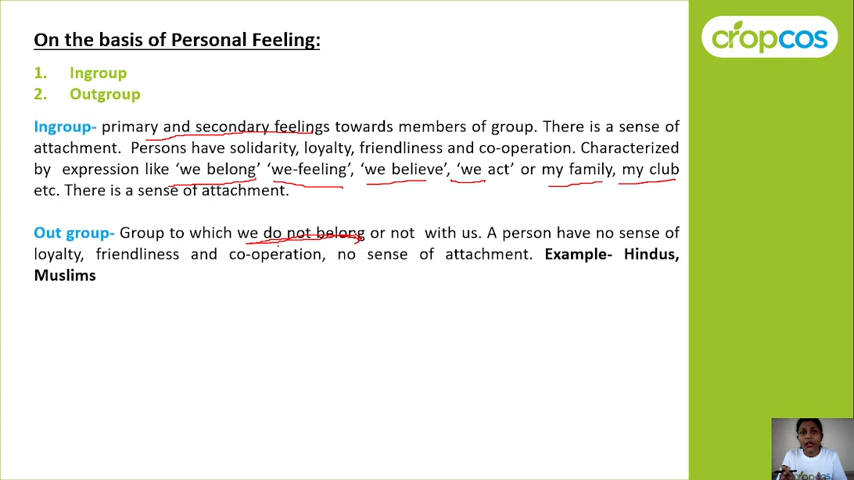 On the basis of Personal Feeling:
cropcos
1. Ingroup
2. Outgroup
Ingroup- primary and secondary feelings towards members of group. There is a sense of
attachment. Persons have solidarity, loyalty, friendliness and co-operation. Characterized
by expression like ‘we belong’ ‘we-feeling’, ‘we believe’, ‘we act’ or my family, my club
etc. There is a sense of attachment.
Out group- Group to which we do not belong or not with us. A person have no sense of
loyalty, friendliness and co-operation, no sense of attachment. Example- Hindus,
Muslims
cropcos